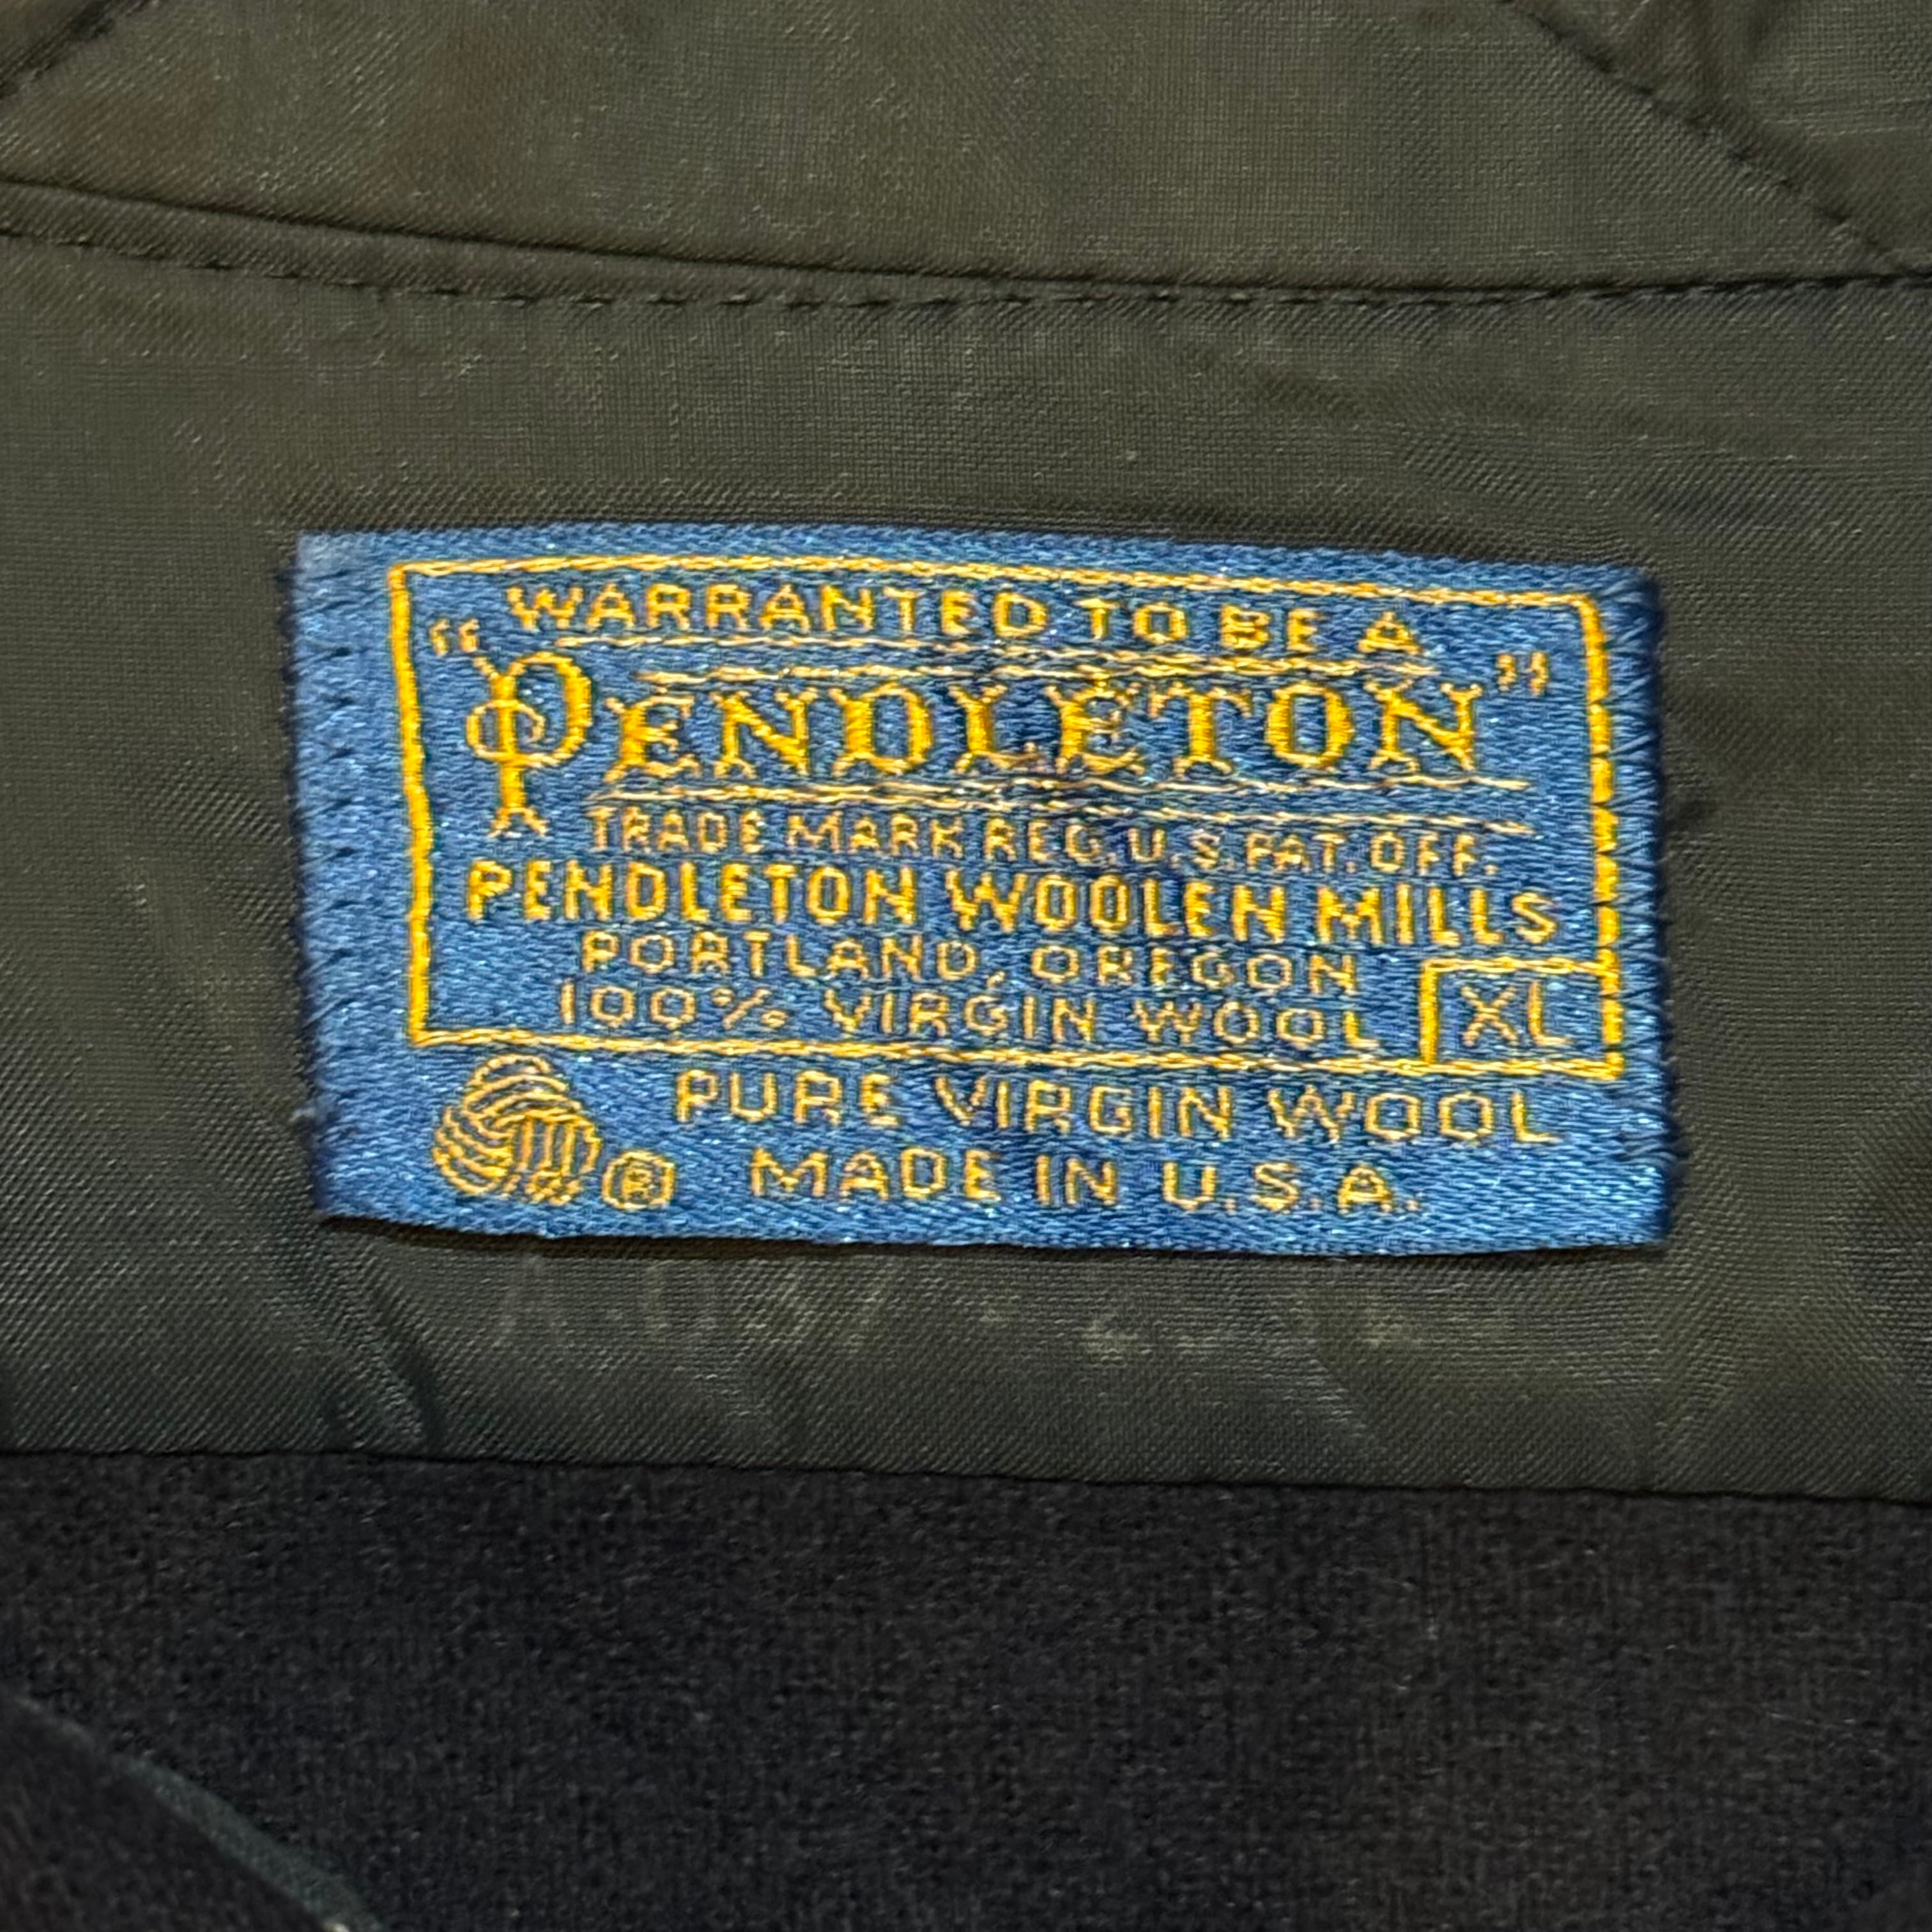 WARRANTED TO BE A
"PENDLETON"
TRADE MARK REG. U.S. PAT. OFF.
PENDLETON WOOLEN MILLS
PORTLAND, OREGON
100% VIRGIN WOOL XL
PURE VIRGIN WOOL
® MADE IN U.S.A.